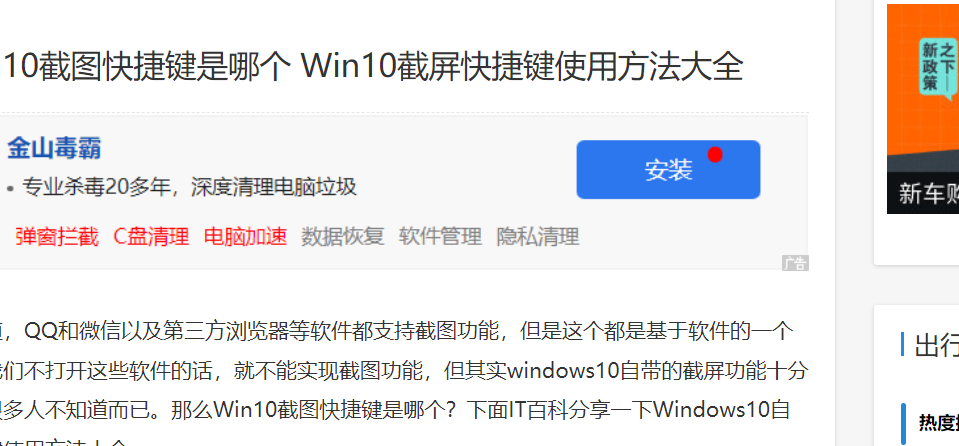 10截图快捷键是哪个 Win10截屏快捷键使用方法大全
金山毒霸
• 专业杀毒20多年，深度清理电脑垃圾
安装
弹窗拦截 C盘清理 电脑加速 数据恢复 软件管理 隐私清理
广告
，QQ和微信以及第三方浏览器等软件都支持截图功能，但是这个都是基于软件的一个
们不打开这些软件的话，就不能实现截图功能，但其实windows10自带的截屏功能十分
多人不知道而已。那么Win10截图快捷键是哪个？下面IT百科分享一下Windows10自
之下一
新政策
新车购
出行
热度